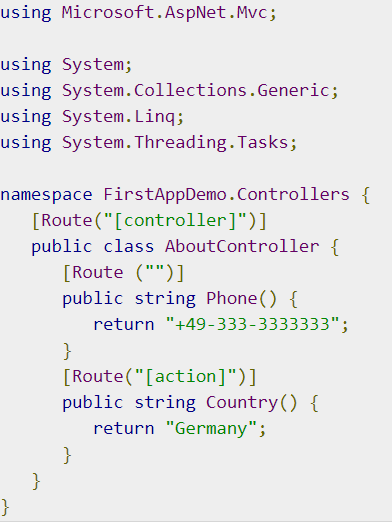 using Microsoft.AspNet.Mvc;
using System;
using System.Collections.Generic;
using System.Linq;
using System.Threading.Tasks;
namespace FirstAppDemo.Controllers {
[Route("[controller]")]
public class AboutController {
[Route ("")]
public string Phone() {
return "+49-333-3333333";
}
[Route("[action]")]
public string Country() {
return "Germany";
}
}
}